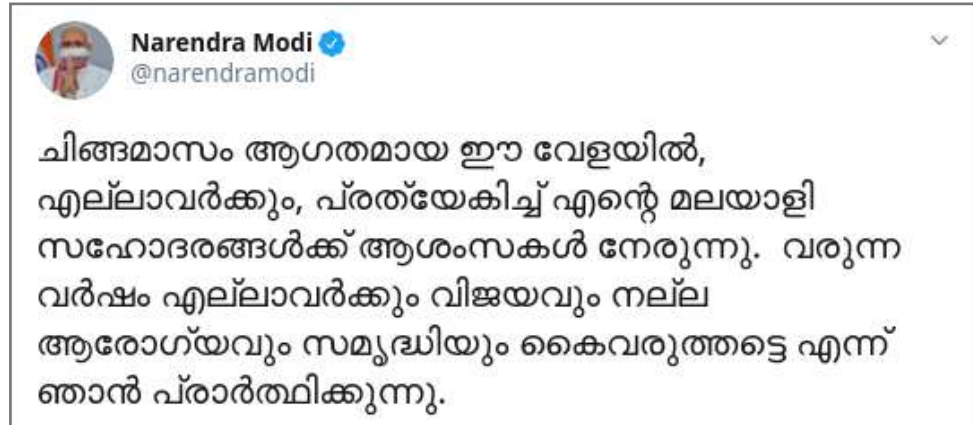 Narendra Modi
@narendramodi
ചിങ്ങമാസം ആഗതമായ ഈ വേളയിൽ,
എല്ലാവർക്കും, പ്രത്യേകിച്ച് എന്റെ മലയാളി
സഹോദരങ്ങൾക്ക് ആശംസകൾ നേരുന്നു. വരുന്ന
വർഷം എല്ലാവർക്കും വിജയവും നല്ല
ആരോഗ്യവും സമൃദ്ധിയും കൈവരുത്തട്ടെ എന്ന്
ഞാൻ പ്രാർത്ഥിക്കുന്നു.